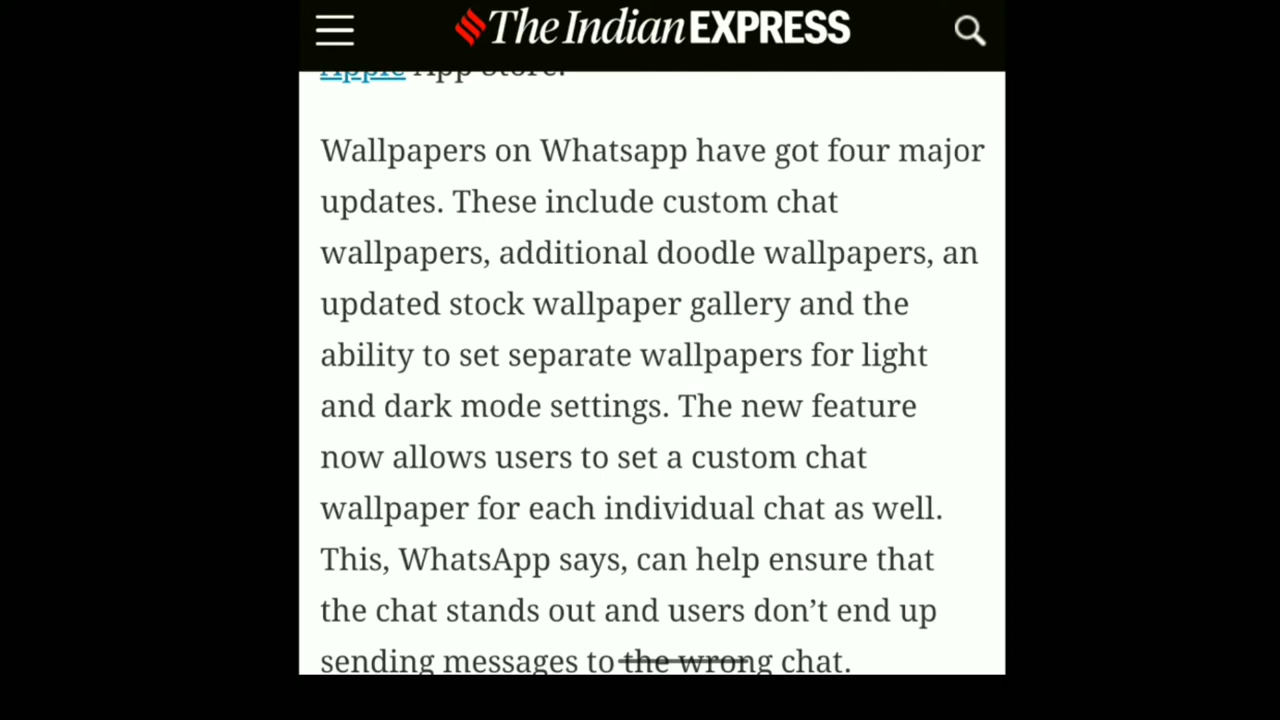 The Indian EXPRESS
Apple App Store.
Wallpapers on Whatsapp have got four major
updates. These include custom chat
wallpapers, additional doodle wallpapers, an
updated stock wallpaper gallery and the
ability to set separate wallpapers for light
and dark mode settings. The new feature
now allows users to set a custom chat
wallpaper for each individual chat as well.
This, WhatsApp says, can help ensure that
the chat stands out and users don’t end up
sending messages to the wrong chat.